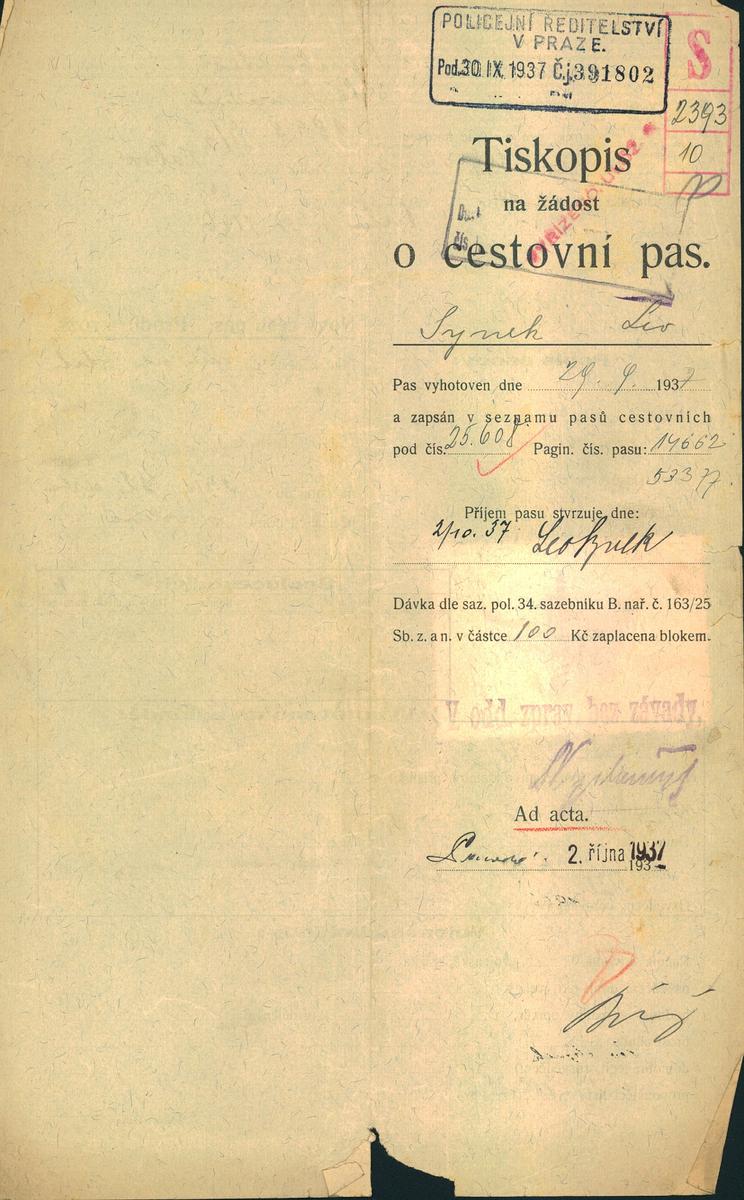 POLICEJNÍ ŘEDITELSTVÍ
V PRAZE.
Pod. 30 IX. 1937 Čj. 391802
S
2393
10
Tiskopis
na žádost
o cestovní pas.
Synek Leo
Pas vyhotoven dne 29. 9. 1937
a zapsán v seznamu pasů cestovních
pod čís. 25.608 Pagin. čís. pasu: 14662
53377.
Příjem pasu stvrzuje dne:
2/10. 37 Leo Synek
Dávka dle saz. pol. 34. sazebníku B. nař. č. 163/25
Sb. z. a n. v částce 100 Kč zaplacena blokem.
V odd. zpráv bez závady.
Ad acta.
2. října 1937
193